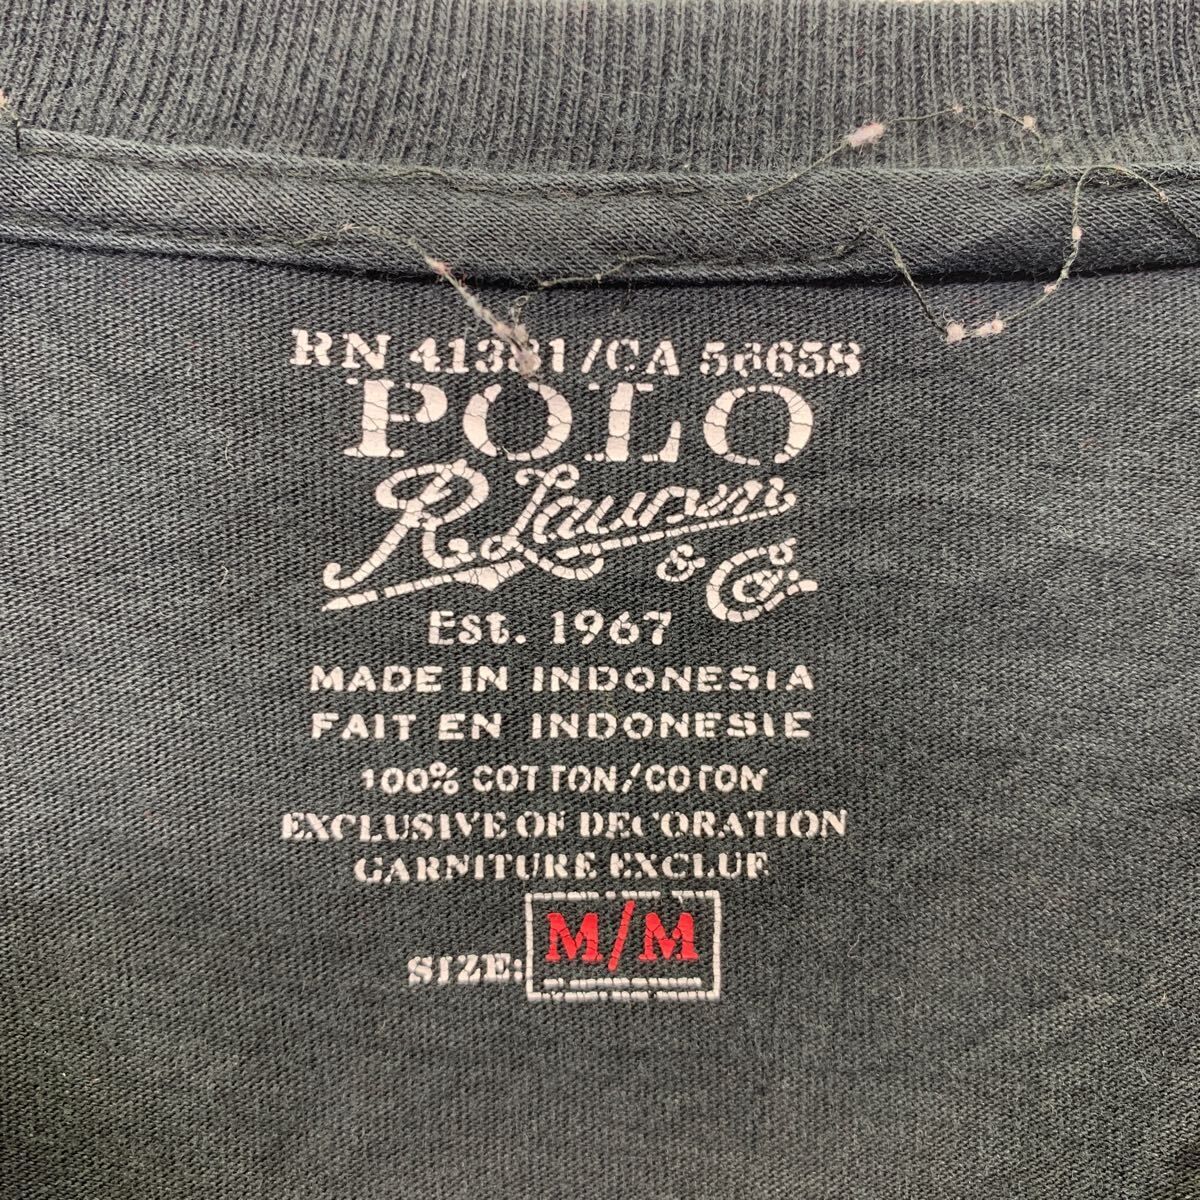 RN 41381/CA 56658
POLO
R Lauren
& Co.
Est. 1967
MADE IN INDONESIA
FAIT EN INDONESIE
100% COTTON/COTON
EXCLUSIVE OF DECORATION
GARNITURE EXCLUE
SIZE: M/M